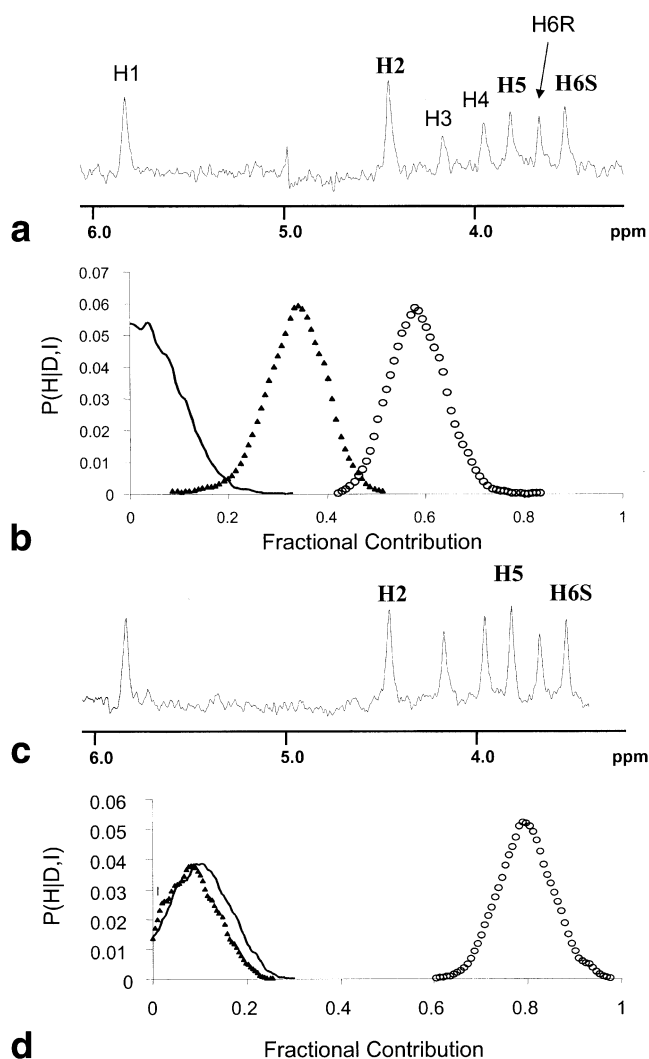 H6R
H1
H2
H3
H4
H5
H6S
a
6.0 5.0 4.0 ppm
0.07
0.06
0.05
0.04
0.03
0.02
0.01
0
P(H|D,I)
0 0.2 0.4 0.6 0.8 1
b
Fractional Contribution
H2
H5
H6S
c
6.0 5.0 4.0 ppm
0.06
0.05
0.04
0.03
0.02
0.01
0
P(H|D,I)
0 0.2 0.4 0.6 0.8 1
d
Fractional Contribution